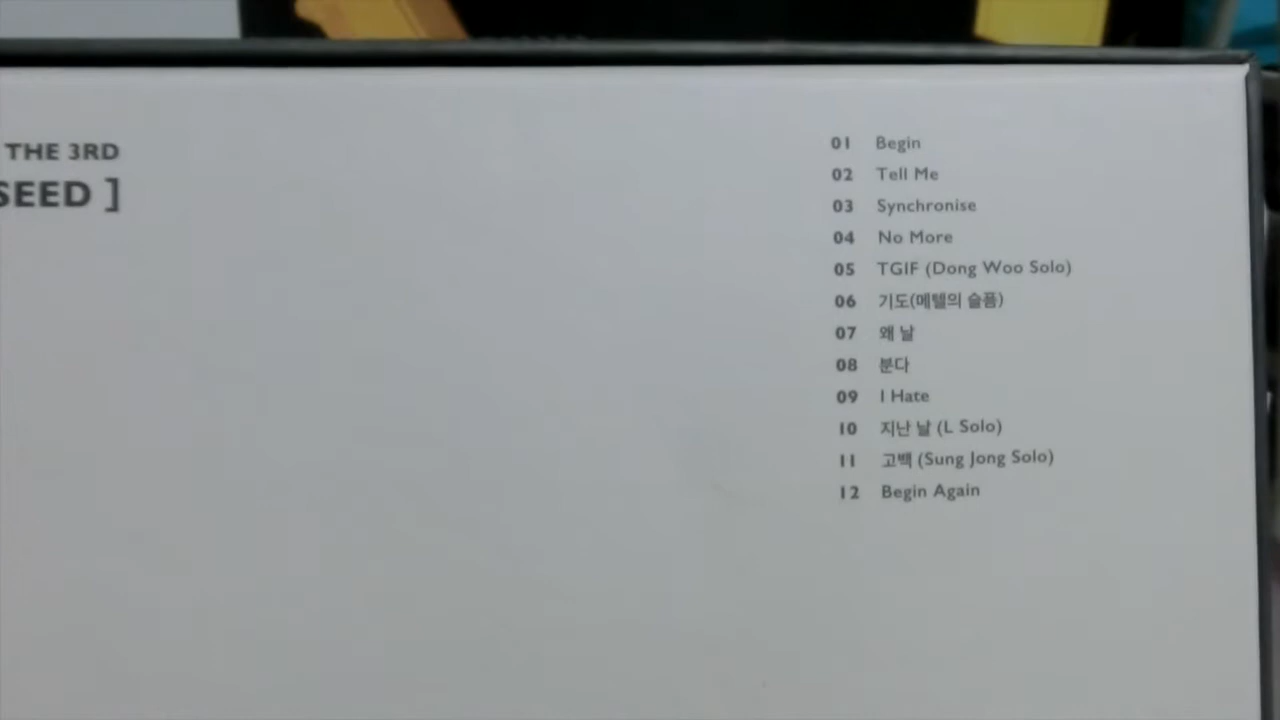 THE 3RD
SEED ]
01 Begin
02 Tell Me
03 Synchronise
04 No More
05 TGIF (Dong Woo Solo)
06 기도(메텔의 슬픔)
07 왜 날
08 분다
09 I Hate
10 지난 날 (L Solo)
11 고백 (Sung Jong Solo)
12 Begin Again